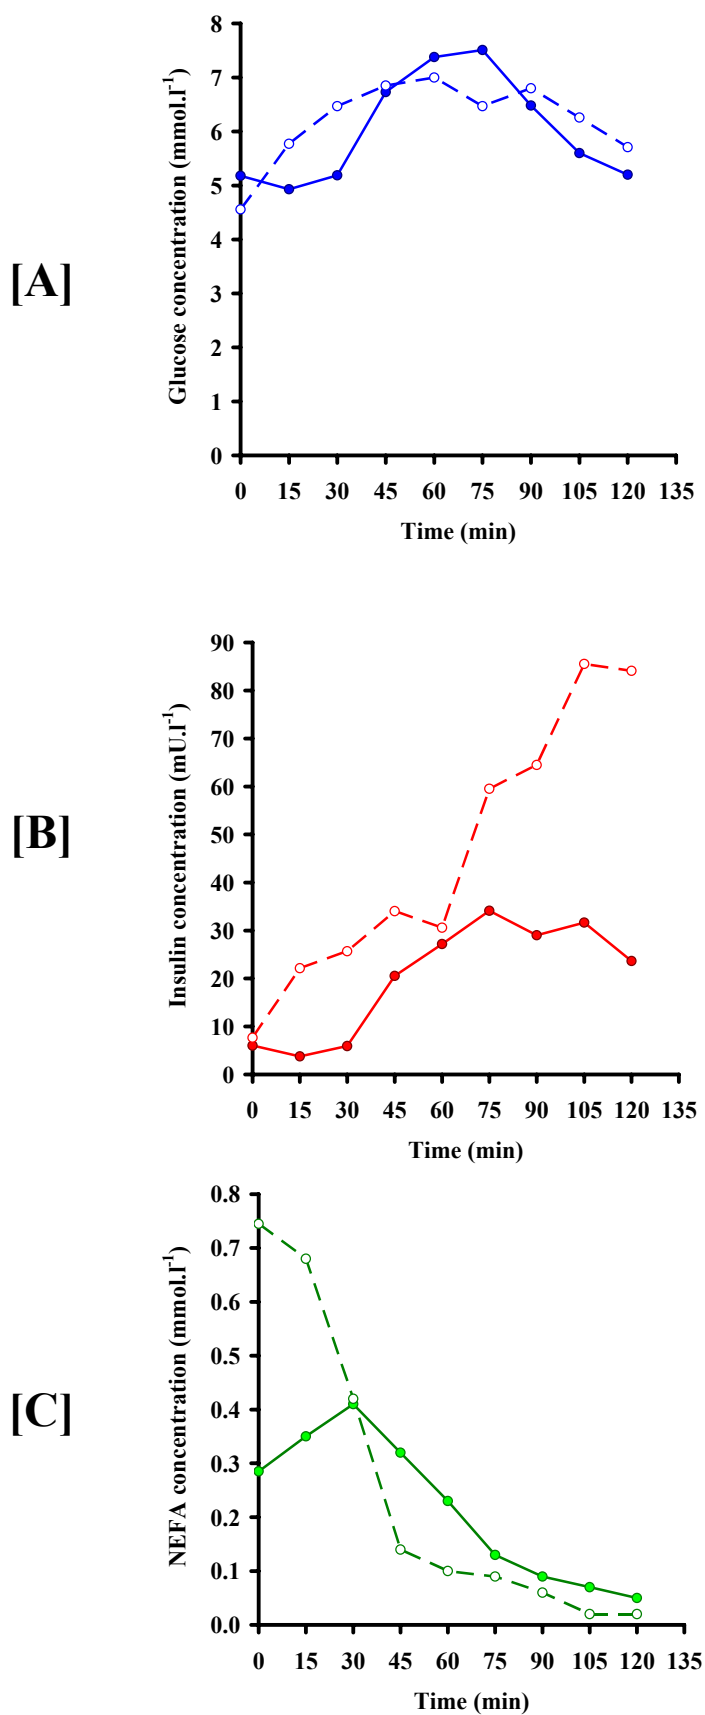 [A]
Glucose concentration (mmol.l-1)
8
7
6
5
4
3
2
1
0
0 15 30 45 60 75 90 105 120 135
Time (min)
[B]
Insulin concentration (mU.l-1)
90
80
70
60
50
40
30
20
10
0
0 15 30 45 60 75 90 105 120 135
Time (min)
[C]
NEFA concentration (mmol.l-1)
0.8
0.7
0.6
0.5
0.4
0.3
0.2
0.1
0.0
0 15 30 45 60 75 90 105 120 135
Time (min)